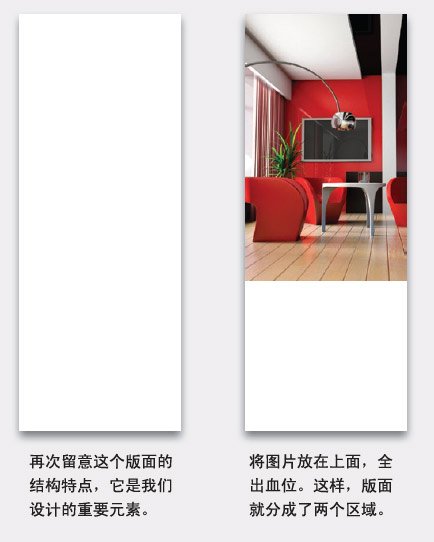 再次留意这个版面的
结构特点，它是我们
设计的重要元素。
将图片放在上面，全
出血位。这样，版面
就分成了两个区域。